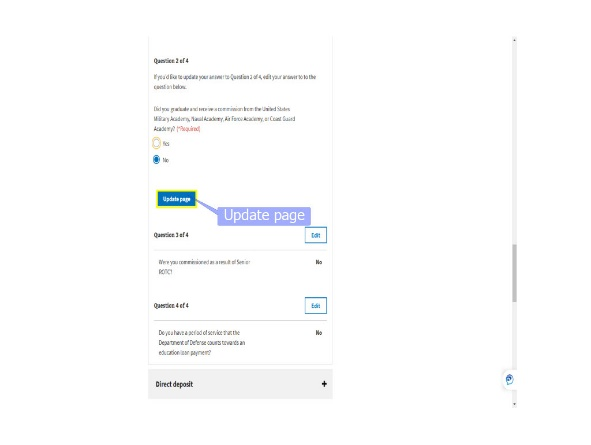 Question 2 of 4
If you'd like to update your answer to Question 2 of 4, edit your answer to to the
question below.
Did you graduate and receive a commission from the United States
Military Academy, Naval Academy, Air Force Academy, or Coast Guard
Academy? (*Required)
Yes
No
Update page
Update page
Question 3 of 4
Edit
Were you commissioned as a result of Senior
No
ROTC?
Question 4 of 4
Edit
Do you have a period of service that the
No
Department of Defense counts towards an
education loan payment?
Direct deposit
+